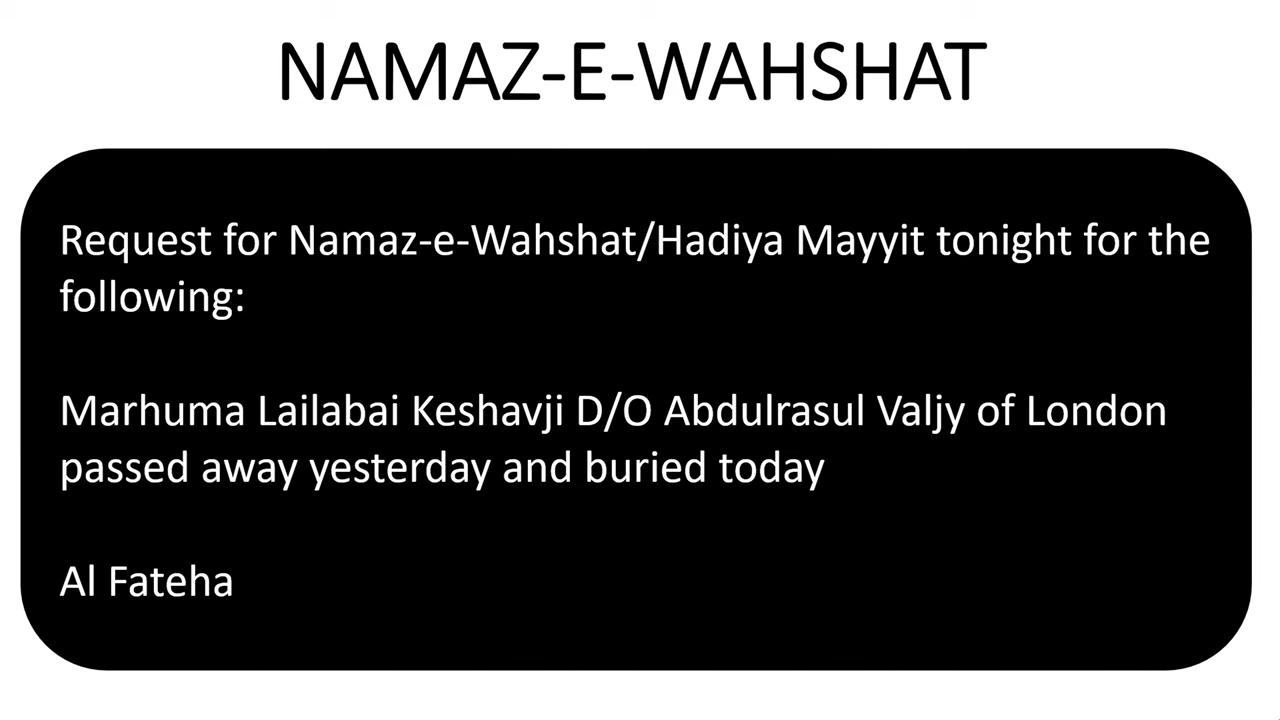 NAMAZ-E-WAHSHAT
Request for Namaz-e-Wahshat/Hadiya Mayyit tonight for the
following:
Marhuma Lailabai Keshavji D/O Abdulrasul Valjy of London
passed away yesterday and buried today
Al Fateha